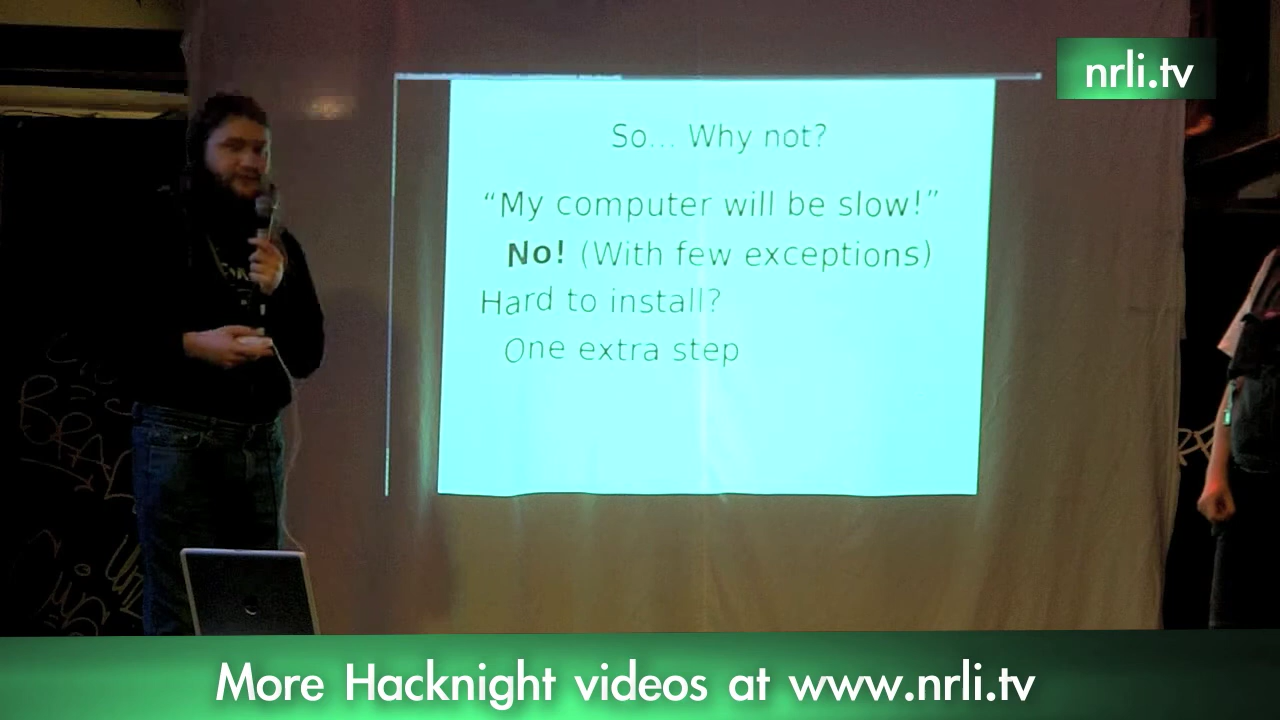 nrli.tv
So... Why not?
“My computer will be slow!”
No! (With few exceptions)
Hard to install?
One extra step
More Hacknight videos at www.nrli.tv